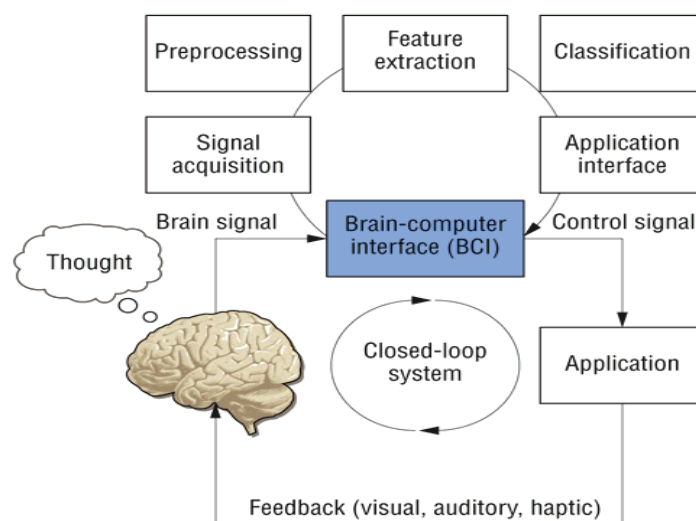 Preprocessing
Feature
extraction
Classification
Signal
acquisition
Application
interface
Brain signal
Brain-computer
interface (BCI)
Control signal
Thought
Closed-loop
system
Application
Feedback (visual, auditory, haptic)